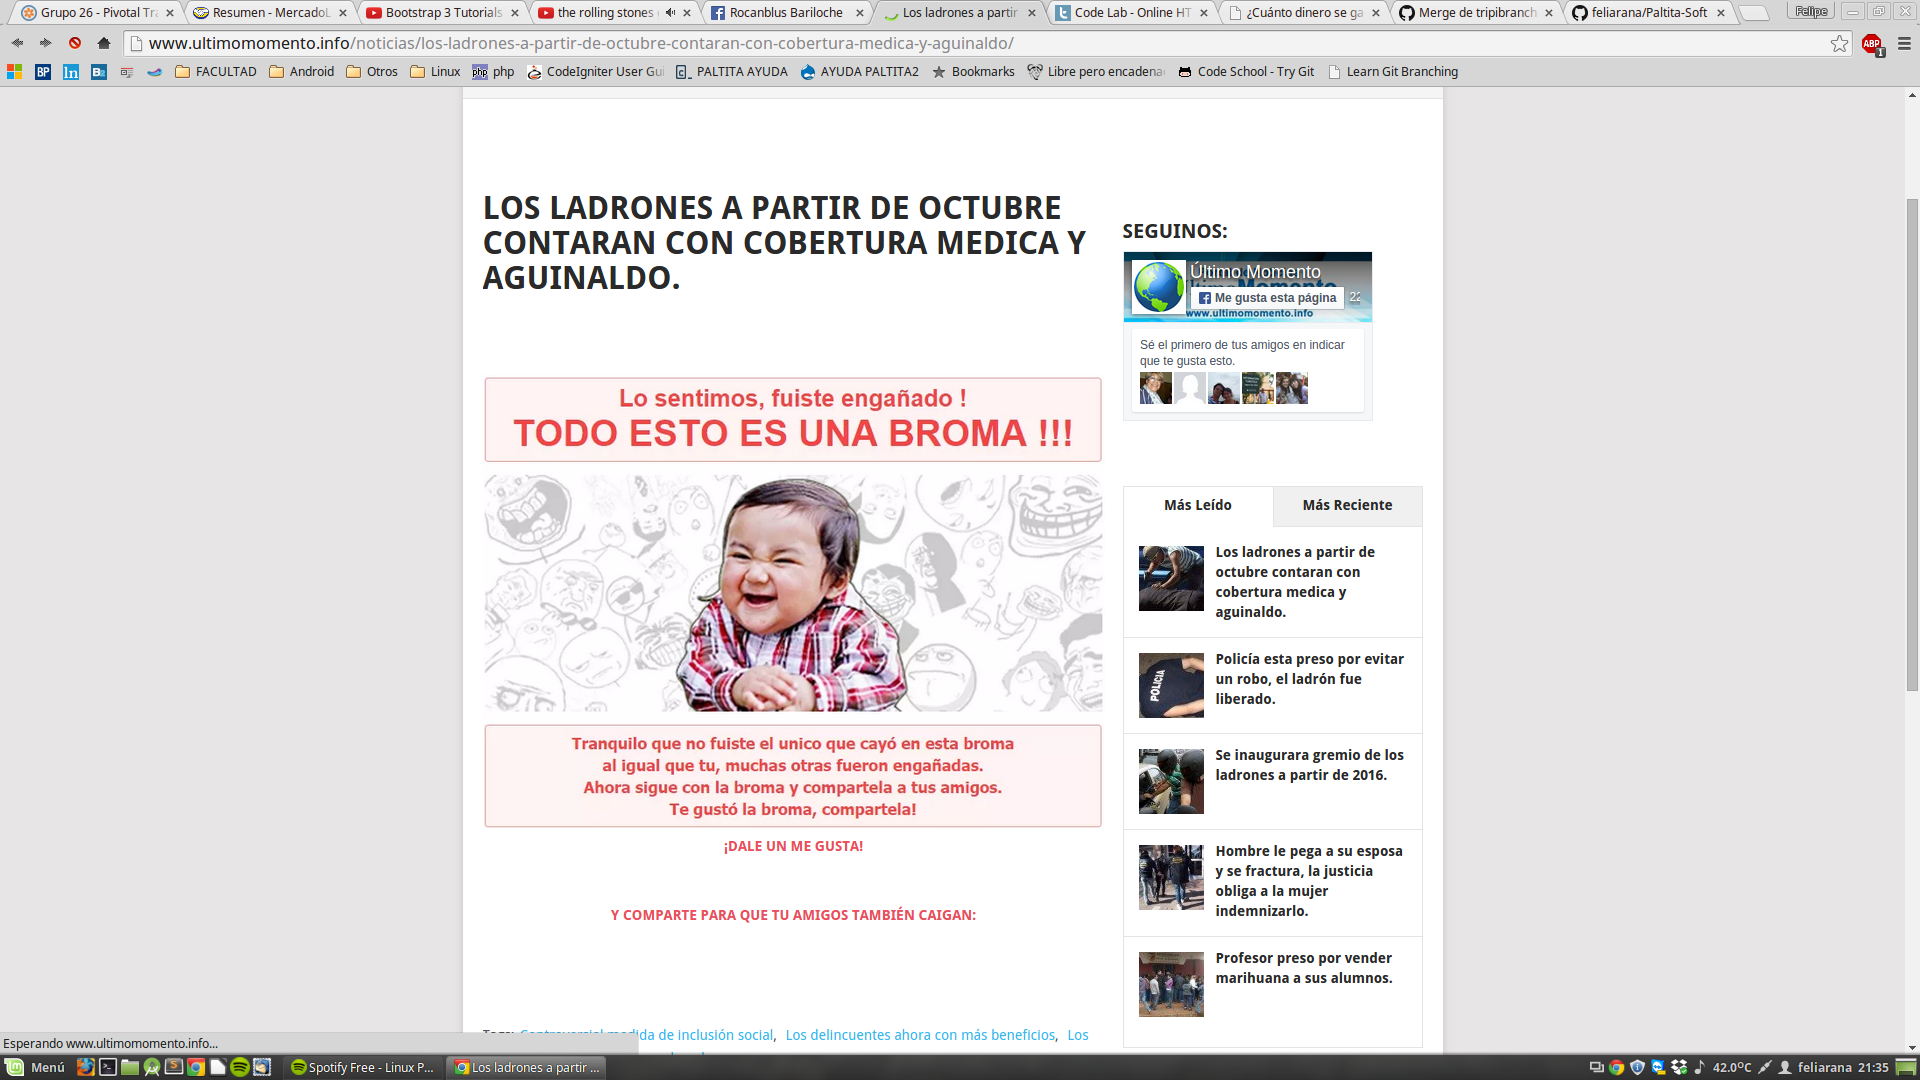 Grupo 26 - Pivotal Tra
Resumen - MercadoL
Bootstrap 3 Tutorials
the rolling stones
Rocanblus Bariloche
Los ladrones a partir
Code Lab - Online HT
¿Cuánto dinero se ga
Merge de tripibranch
feliarana/Paltita-Soft
Felipe
www.ultimomomento.info/noticias/los-ladrones-a-partir-de-octubre-contaran-con-cobertura-medica-y-aguinaldo/
ABP
1
BP
FACULTAD
Android
Otros
Linux
php php
CodeIgniter User Gui
PALTITA AYUDA
AYUDA PALTITA2
Bookmarks
Libre pero encadena
Code School - Try Git
Learn Git Branching
LOS LADRONES A PARTIR DE OCTUBRE
CONTARAN CON COBERTURA MEDICA Y
AGUINALDO.
Lo sentimos, fuiste engañado !
TODO ESTO ES UNA BROMA !!!
Tranquilo que no fuiste el unico que cayó en esta broma
al igual que tu, muchas otras fueron engañadas.
Ahora sigue con la broma y compartela a tus amigos.
Te gustó la broma, compartela!
¡DALE UN ME GUSTA!
Y COMPARTE PARA QUE TU AMIGOS TAMBIÉN CAIGAN:
Tags: Controversial medida de inclusión social, Los delincuentes ahora con más beneficios, Los
SEGUINOS:
Último Momento
Me gusta esta página
22
www.ultimomomento.info
Sé el primero de tus amigos en indicar
que te gusta esto.
Más Leído
Más Reciente
Los ladrones a partir de
octubre contaran con
cobertura medica y
aguinaldo.
POLICIA
Policía esta preso por evitar
un robo, el ladrón fue
liberado.
Se inaugurara gremio de los
ladrones a partir de 2016.
Hombre le pega a su esposa
y se fractura, la justicia
obliga a la mujer
indemnizarlo.
Profesor preso por vender
marihuana a sus alumnos.
Esperando www.ultimomomento.info...
Menú
Spotify Free - Linux P...
Los ladrones a partir ...
42.0°C
feliarana
21:35